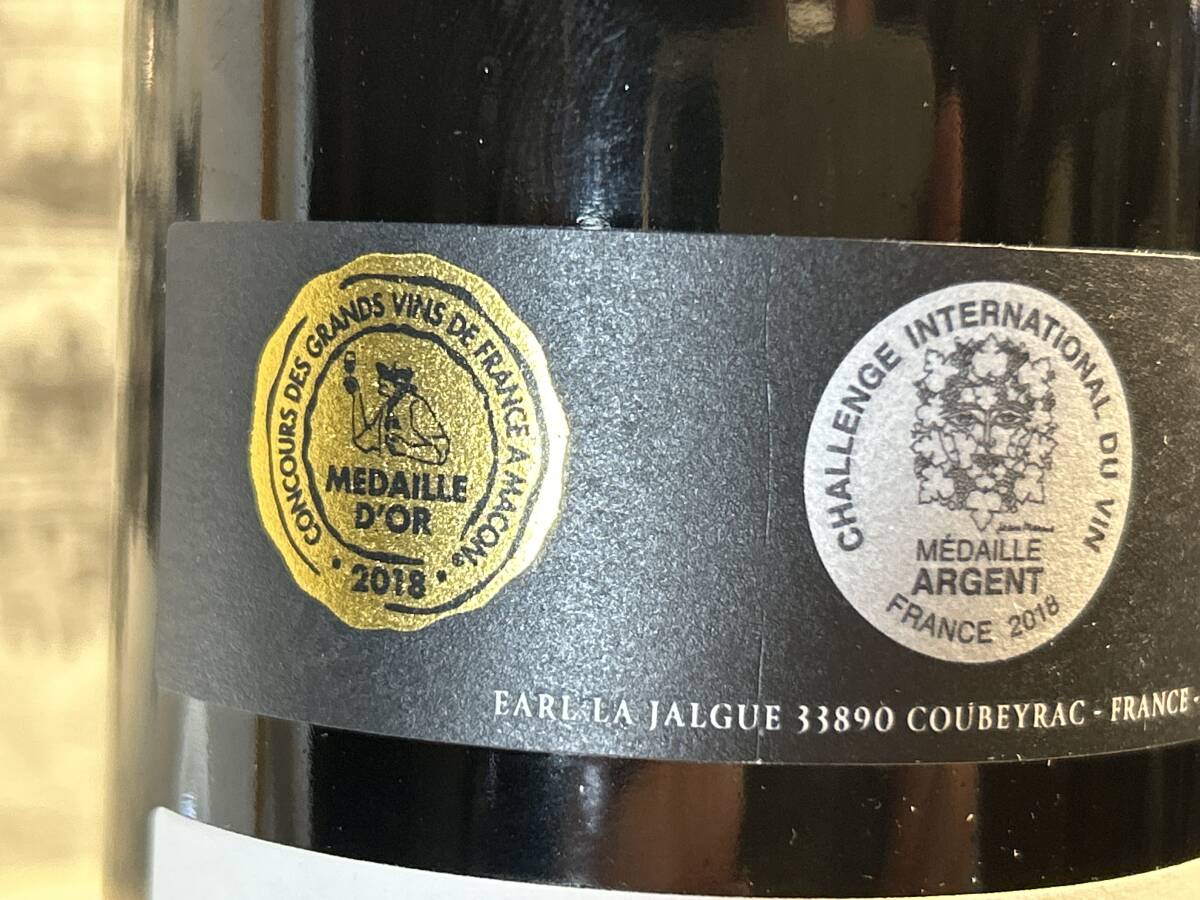 CONCOURS DES GRANDS VINS DE FRANCE A MACON
MEDAILLE
D'OR
• 2018 •
CHALLENGE INTERNATIONAL DU VIN
MÉDAILLE
ARGENT
FRANCE 2018
EARL LA JALGUE 33890 COUBEYRAC - FRANCE -